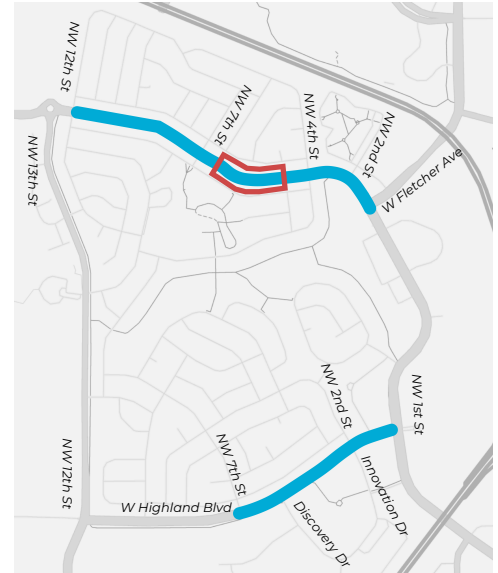 NW 12th St
NW 7th St
NW 4th St
NW 2nd St
NW 13th St
W Fletcher Ave
NW 2nd St
NW 1st St
NW 7th St
NW 12th St
Innovation Dr
W Highland Blvd
Discovery Dr